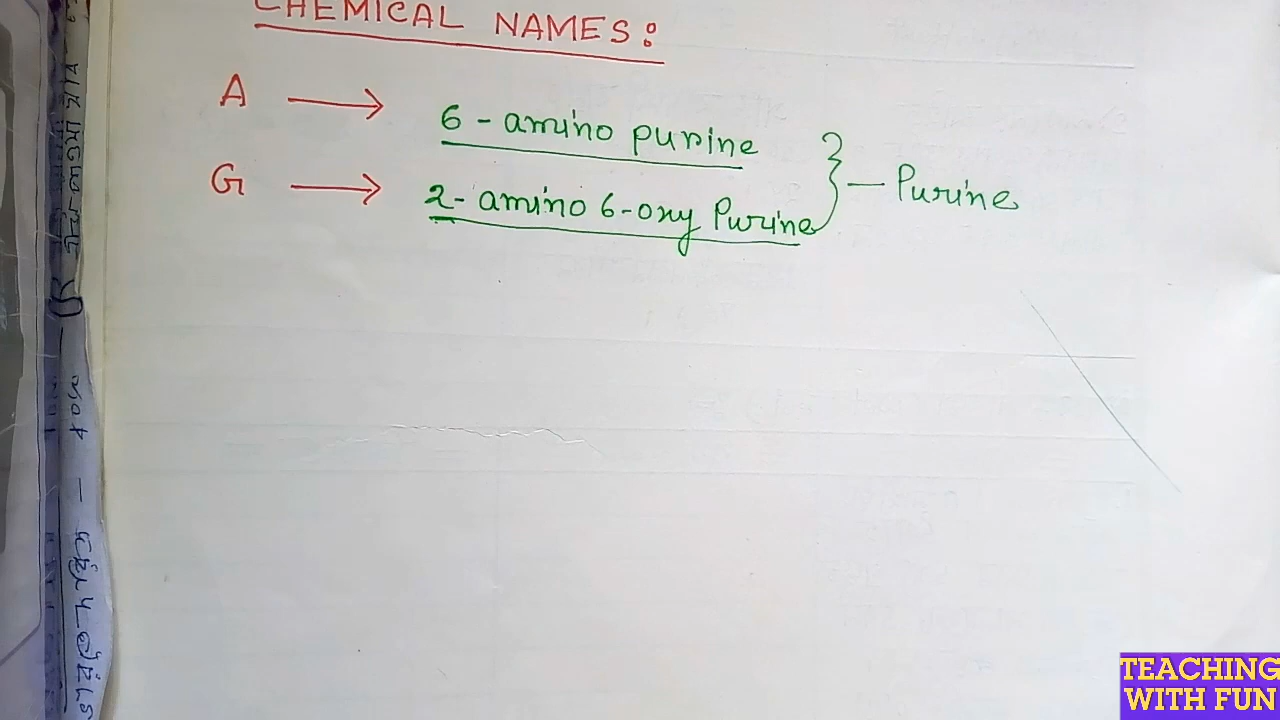 CHEMICAL NAMES:
A → 6 - amino purine
G → 2 - amino 6-oxy Purine } — Purine
TEACHING
WITH FUN